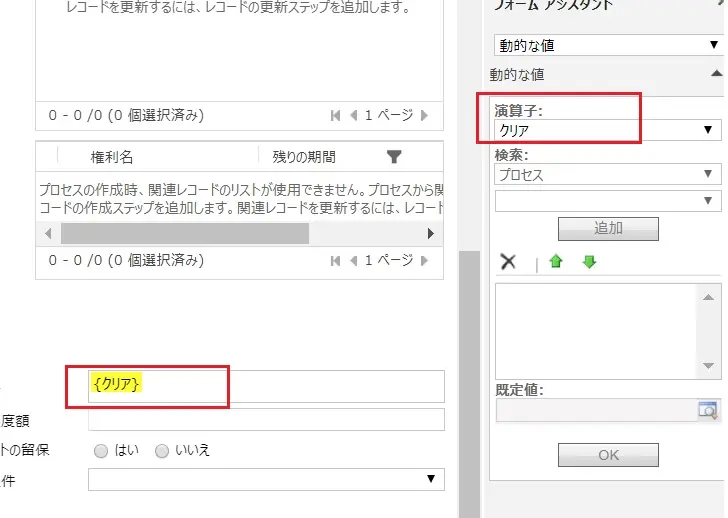 レコードを更新するには、レコードの更新ステップを追加します。
0 - 0 /0 (0 個選択済み)
1 ページ
権利名
残りの期間
プロセスの作成時、関連レコードのリストが使用できません。プロセスから関
コードの作成ステップを追加します。関連レコードを更新するには、レコード
0 - 0 /0 (0 個選択済み)
1 ページ
{クリア}
度額
トの留保
はい
いいえ
件
フォーム アシスタント
動的な値
動的な値
演算子:
クリア
検索:
プロセス
追加
既定値:
OK